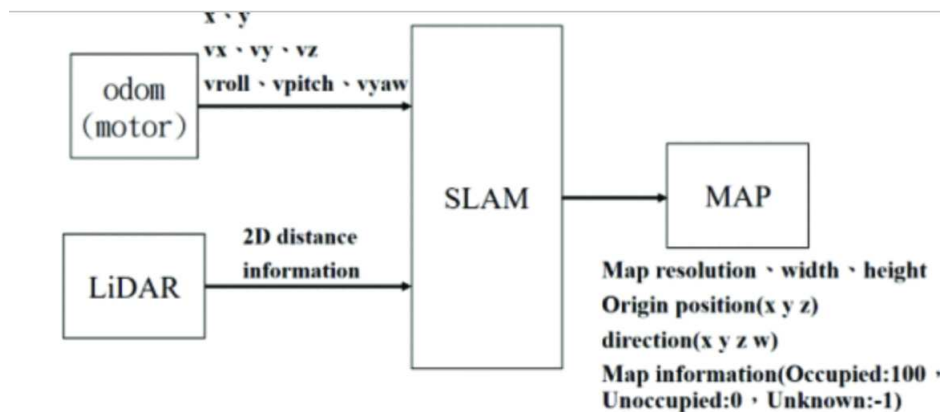 x、y
vx、vy、vz
vroll、vpitch、vyaw
odom
(motor)
SLAM
MAP
2D distance
information
LiDAR
Map resolution、width、height
Origin position(x y z)
direction(x y z w)
Map information(Occupied:100、
Unoccupied:0，Unknown:-1)